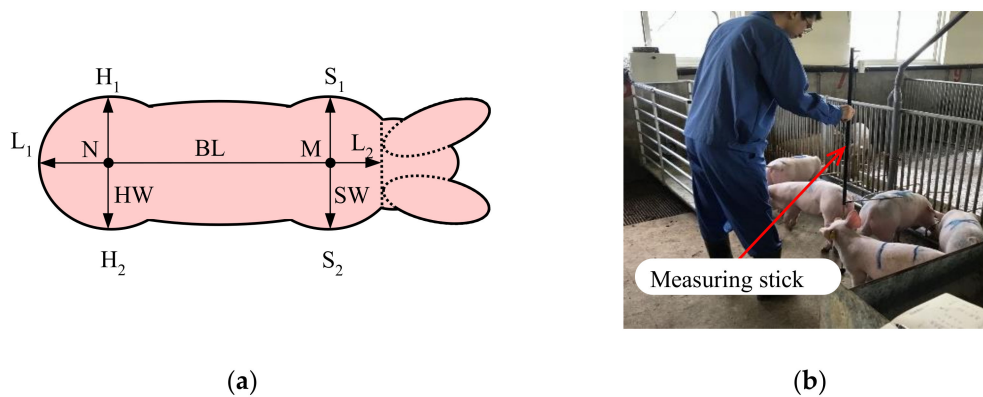 H₁
S₁
L₁
N
BL
M
L₂
HW
SW
H₂
S₂
Measuring stick
(a)
(b)